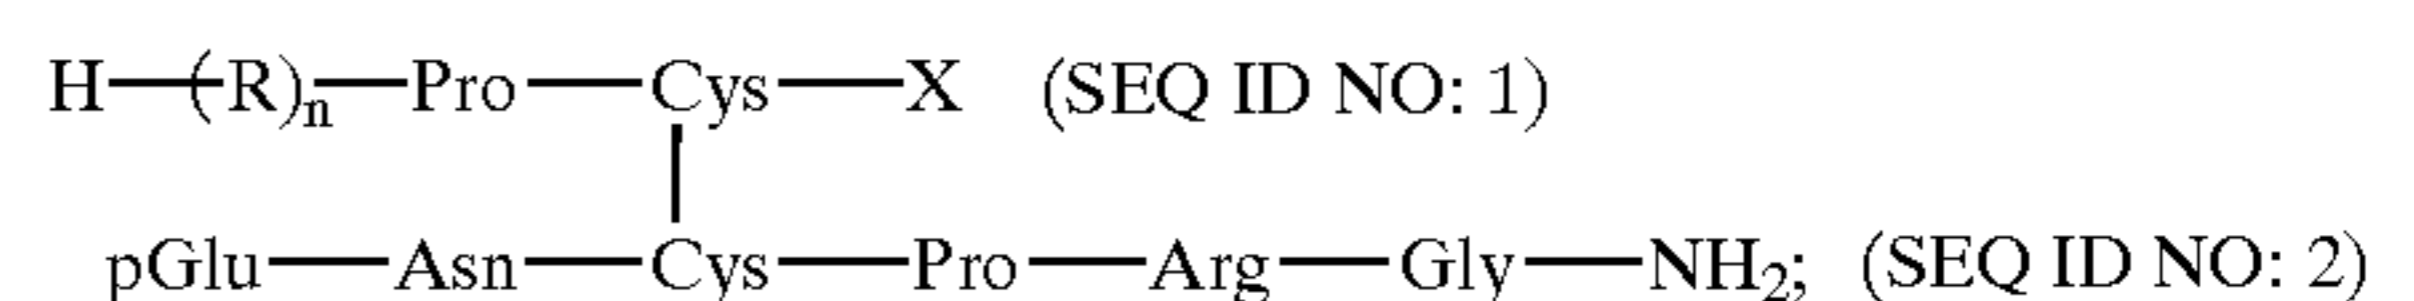 H—(R)n—Pro—Cys—X (SEQ ID NO: 1)
pGlu—Asn—Cys—Pro—Arg—Gly—NH2; (SEQ ID NO: 2)